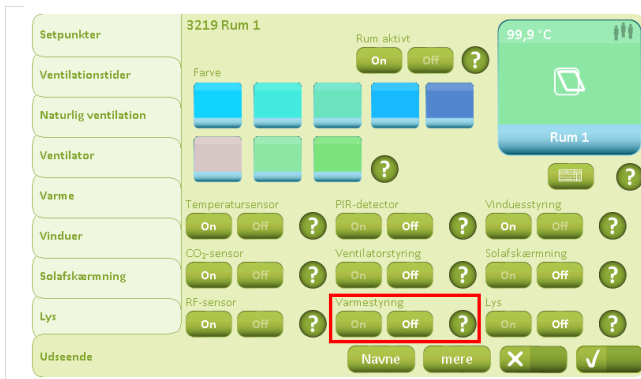 Setpunkter
Ventilationstider
Naturlig ventilation
Ventilator
Varme
Vinduer
Solafskærmning
Lys
Udseende
3219 Rum 1
Rum aktivt
On Off ?
Farve
?
99,9 °C
Rum 1
?
Temperatursensor PIR-detector Vinduesstyring
On Off ? On Off ? On Off ?
CO₂-sensor Ventilatorstyring Solafskærmning
On Off ? On Off ? On Off ?
RF-sensor Varmestyring Lys
On Off ? On Off ? On Off ?
Navne mere